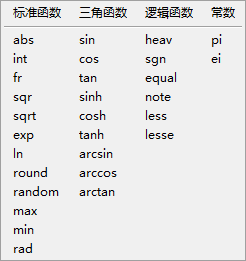 标准函数 三角函数 逻辑函数 常数
abs sin heav pi
int cos sgn ei
fr tan equal
sqr sinh note
sqrt cosh less
exp tanh lesse
ln arcsin
round arccos
random arctan
max
min
rad